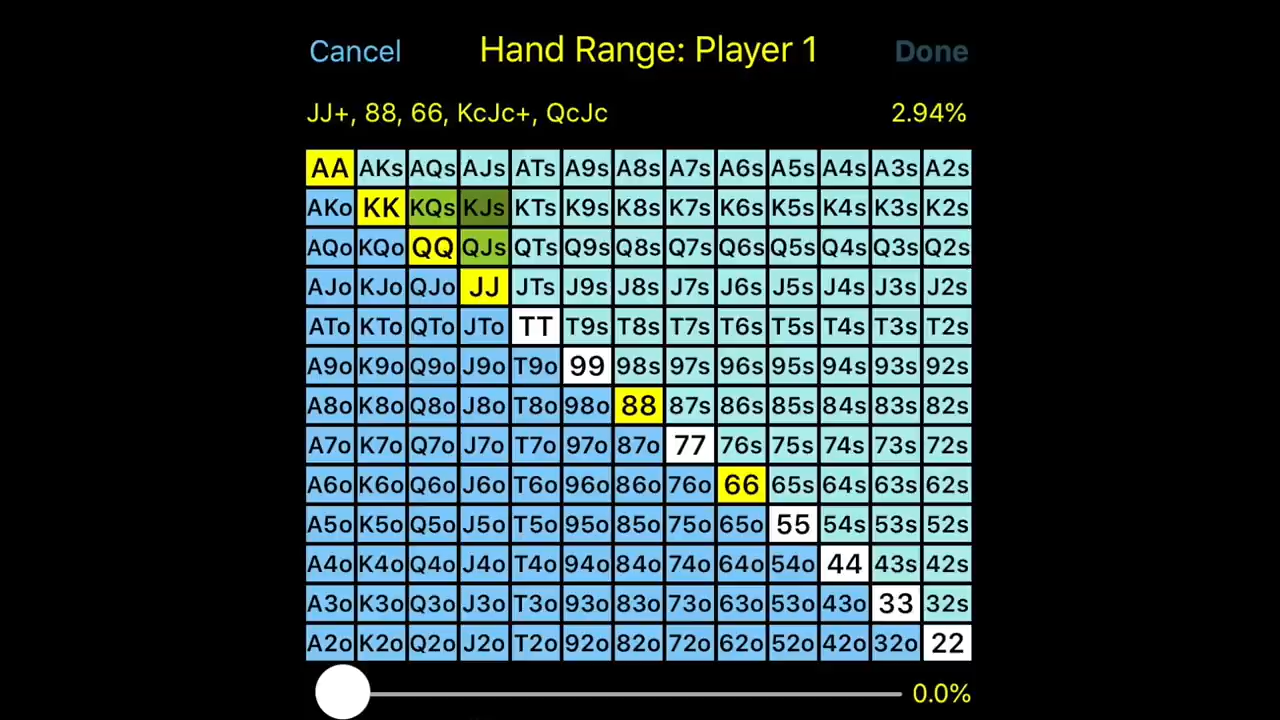 Cancel Hand Range: Player 1 Done
JJ+, 88, 66, KcJc+, QcJc 2.94%
AA AKs AQs AJs ATs A9s A8s A7s A6s A5s A4s A3s A2s
AKo KK KQs KJs KTs K9s K8s K7s K6s K5s K4s K3s K2s
AQo KQo QQ QJs QTs Q9s Q8s Q7s Q6s Q5s Q4s Q3s Q2s
AJo KJo QJo JJ JTs J9s J8s J7s J6s J5s J4s J3s J2s
ATo KTo QTo JTo TT T9s T8s T7s T6s T5s T4s T3s T2s
A9o K9o Q9o J9o T9o 99 98s 97s 96s 95s 94s 93s 92s
A8o K8o Q8o J8o T8o 98o 88 87s 86s 85s 84s 83s 82s
A7o K7o Q7o J7o T7o 97o 87o 77 76s 75s 74s 73s 72s
A6o K6o Q6o J6o T6o 96o 86o 76o 66 65s 64s 63s 62s
A5o K5o Q5o J5o T5o 95o 85o 75o 65o 55 54s 53s 52s
A4o K4o Q4o J4o T4o 94o 84o 74o 64o 54o 44 43s 42s
A3o K3o Q3o J3o T3o 93o 83o 73o 63o 53o 43o 33 32s
A2o K2o Q2o J2o T2o 92o 82o 72o 62o 52o 42o 32o 22
0.0%